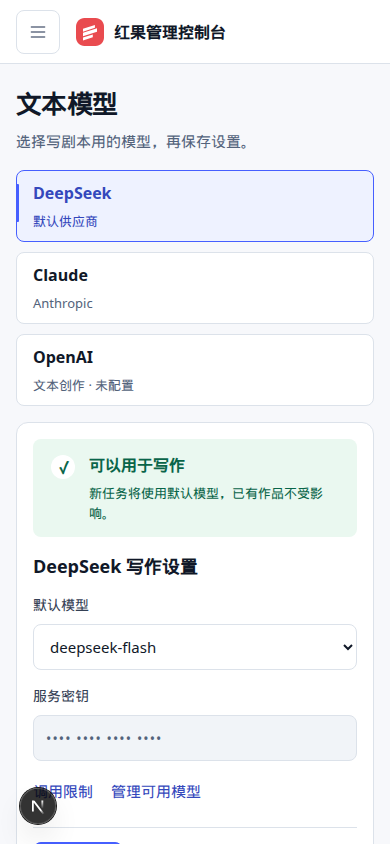 红果管理控制台
文本模型
选择写剧本用的模型，再保存设置。
DeepSeek
默认供应商
Claude
Anthropic
OpenAI
文本创作 · 未配置
√ 可以用于写作
新任务将使用默认模型，已有作品不受影
响。
DeepSeek 写作设置
默认模型
deepseek-flash
服务密钥
•••• •••• •••• ••••
调用限制 管理可用模型
N